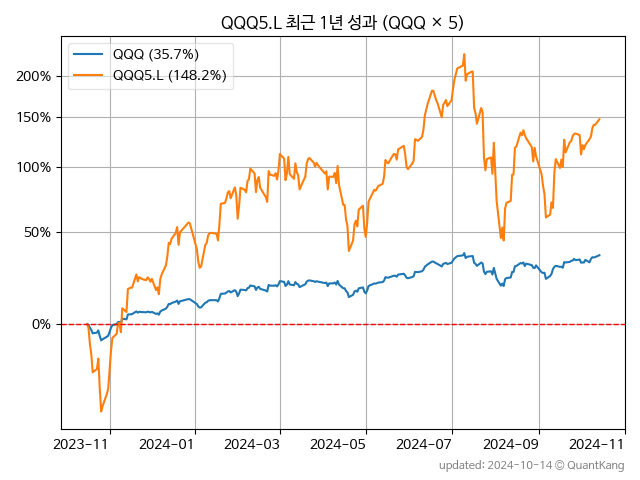 QQQ5.L 최근 1년 성과 (QQQ × 5)
QQQ (35.7%)
QQQ5.L (148.2%)
200%
150%
100%
50%
0%
2023-11 2024-01 2024-03 2024-05 2024-07 2024-09 2024-11
updated: 2024-10-14 © QuantKang